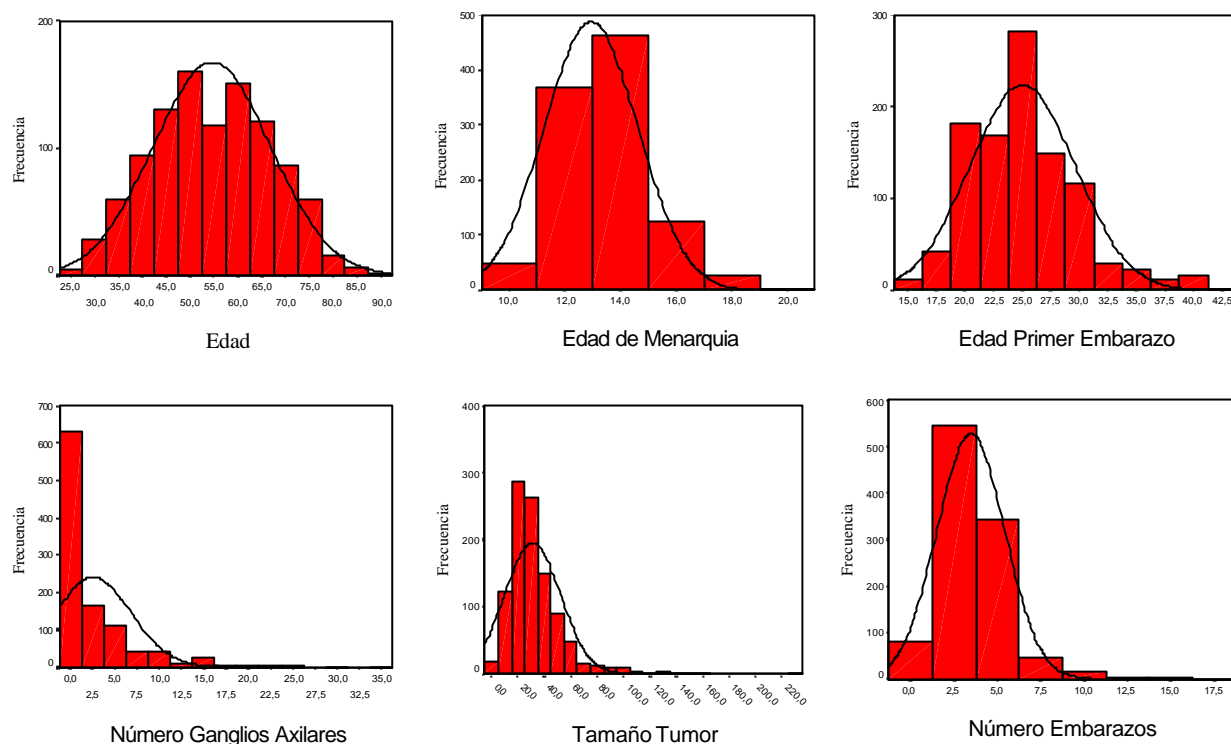 200
100
0
Frecuencia
25,0 35,0 45,0 55,0 65,0 75,0 85,0
30,0 40,0 50,0 60,0 70,0 80,0 90,0
Edad
500
400
300
200
100
0
Frecuencia
10,0 12,0 14,0 16,0 18,0 20,0
Edad de Menarquia
300
200
100
0
Frecuencia
15,0 17,5 20,0 22,5 25,0 27,5 30,0 32,5 35,0 37,5 40,0 42,5
Edad Primer Embarazo
700
600
500
400
300
200
100
0
Frecuencia
0,0 5,0 10,0 15,0 20,0 25,0 30,0 35,0
2,5 7,5 12,5 17,5 22,5 27,5 32,5
Número Ganglios Axilares
400
300
200
100
0
Frecuencia
0,0 20,0 40,0 60,0 80,0 100,0 120,0 140,0 160,0 180,0 200,0 220,0
Tamaño Tumor
600
500
400
300
200
100
0
Frecuencia
0,0 2,5 5,0 7,5 10,0 12,5 15,0 17,5
Número Embarazos